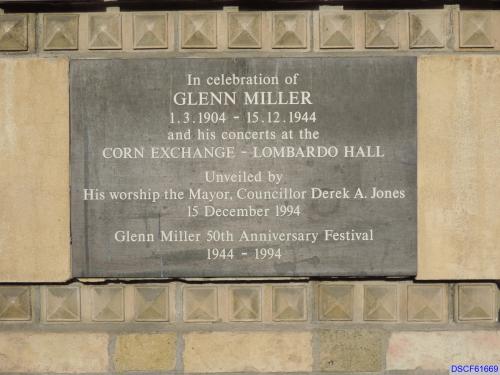 In celebration of
GLENN MILLER
1.3.1904 - 15.12.1944
and his concerts at the
CORN EXCHANGE - LOMBARDO HALL
Unveiled by
His worship the Mayor, Councillor Derek A. Jones
15 December 1994
Glenn Miller 50th Anniversary Festival
1944 - 1994
DSCF61669